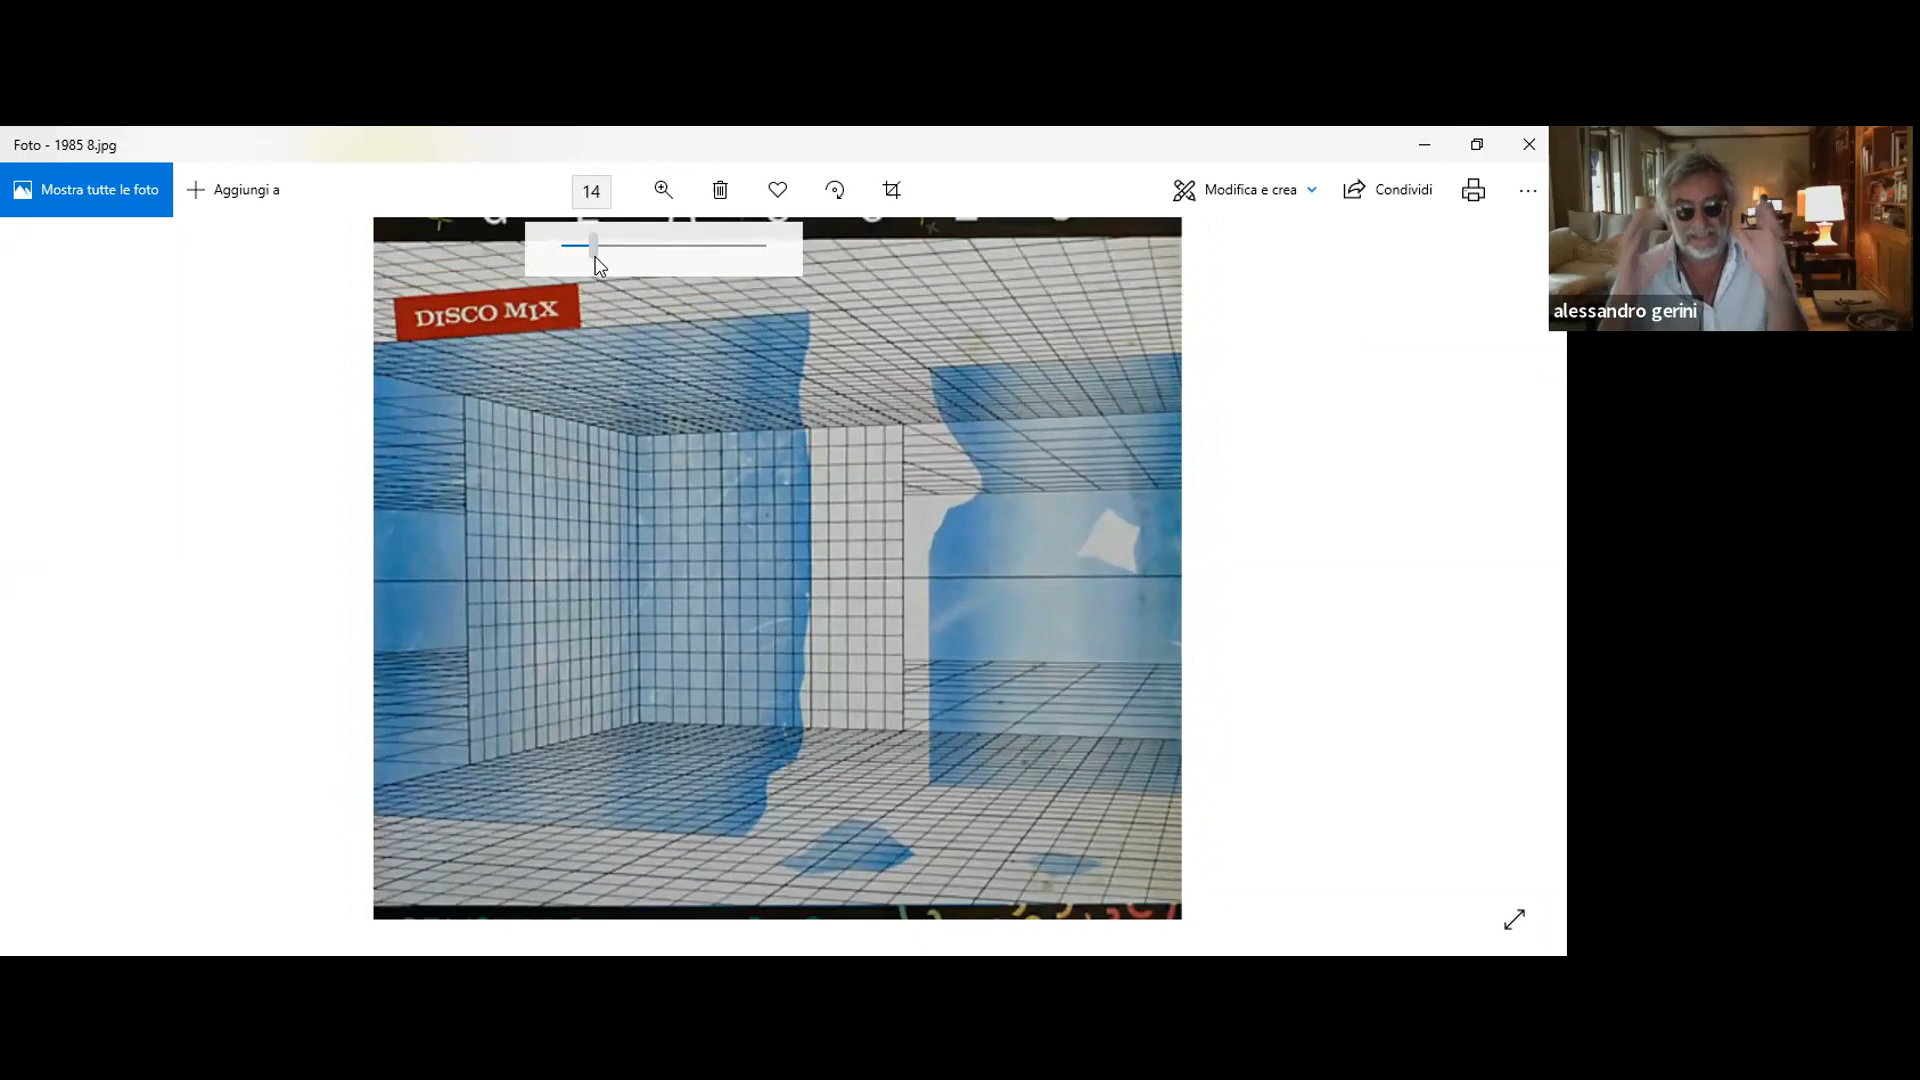 Foto - 1985 8.jpg
Mostra tutte le foto
Aggiungi a
14
Modifica e crea
Condividi
DISCO MIX
alessandro gerini